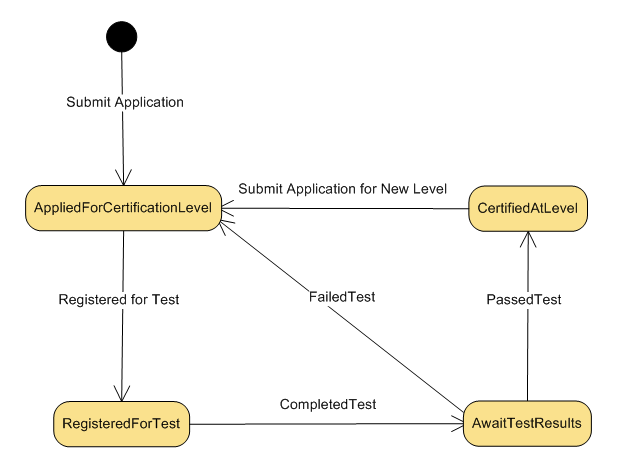 Submit Application
Submit Application for New Level
AppliedForCertificationLevel
CertifiedAtLevel
Registered for Test
FailedTest
PassedTest
CompletedTest
RegisteredForTest
AwaitTestResults